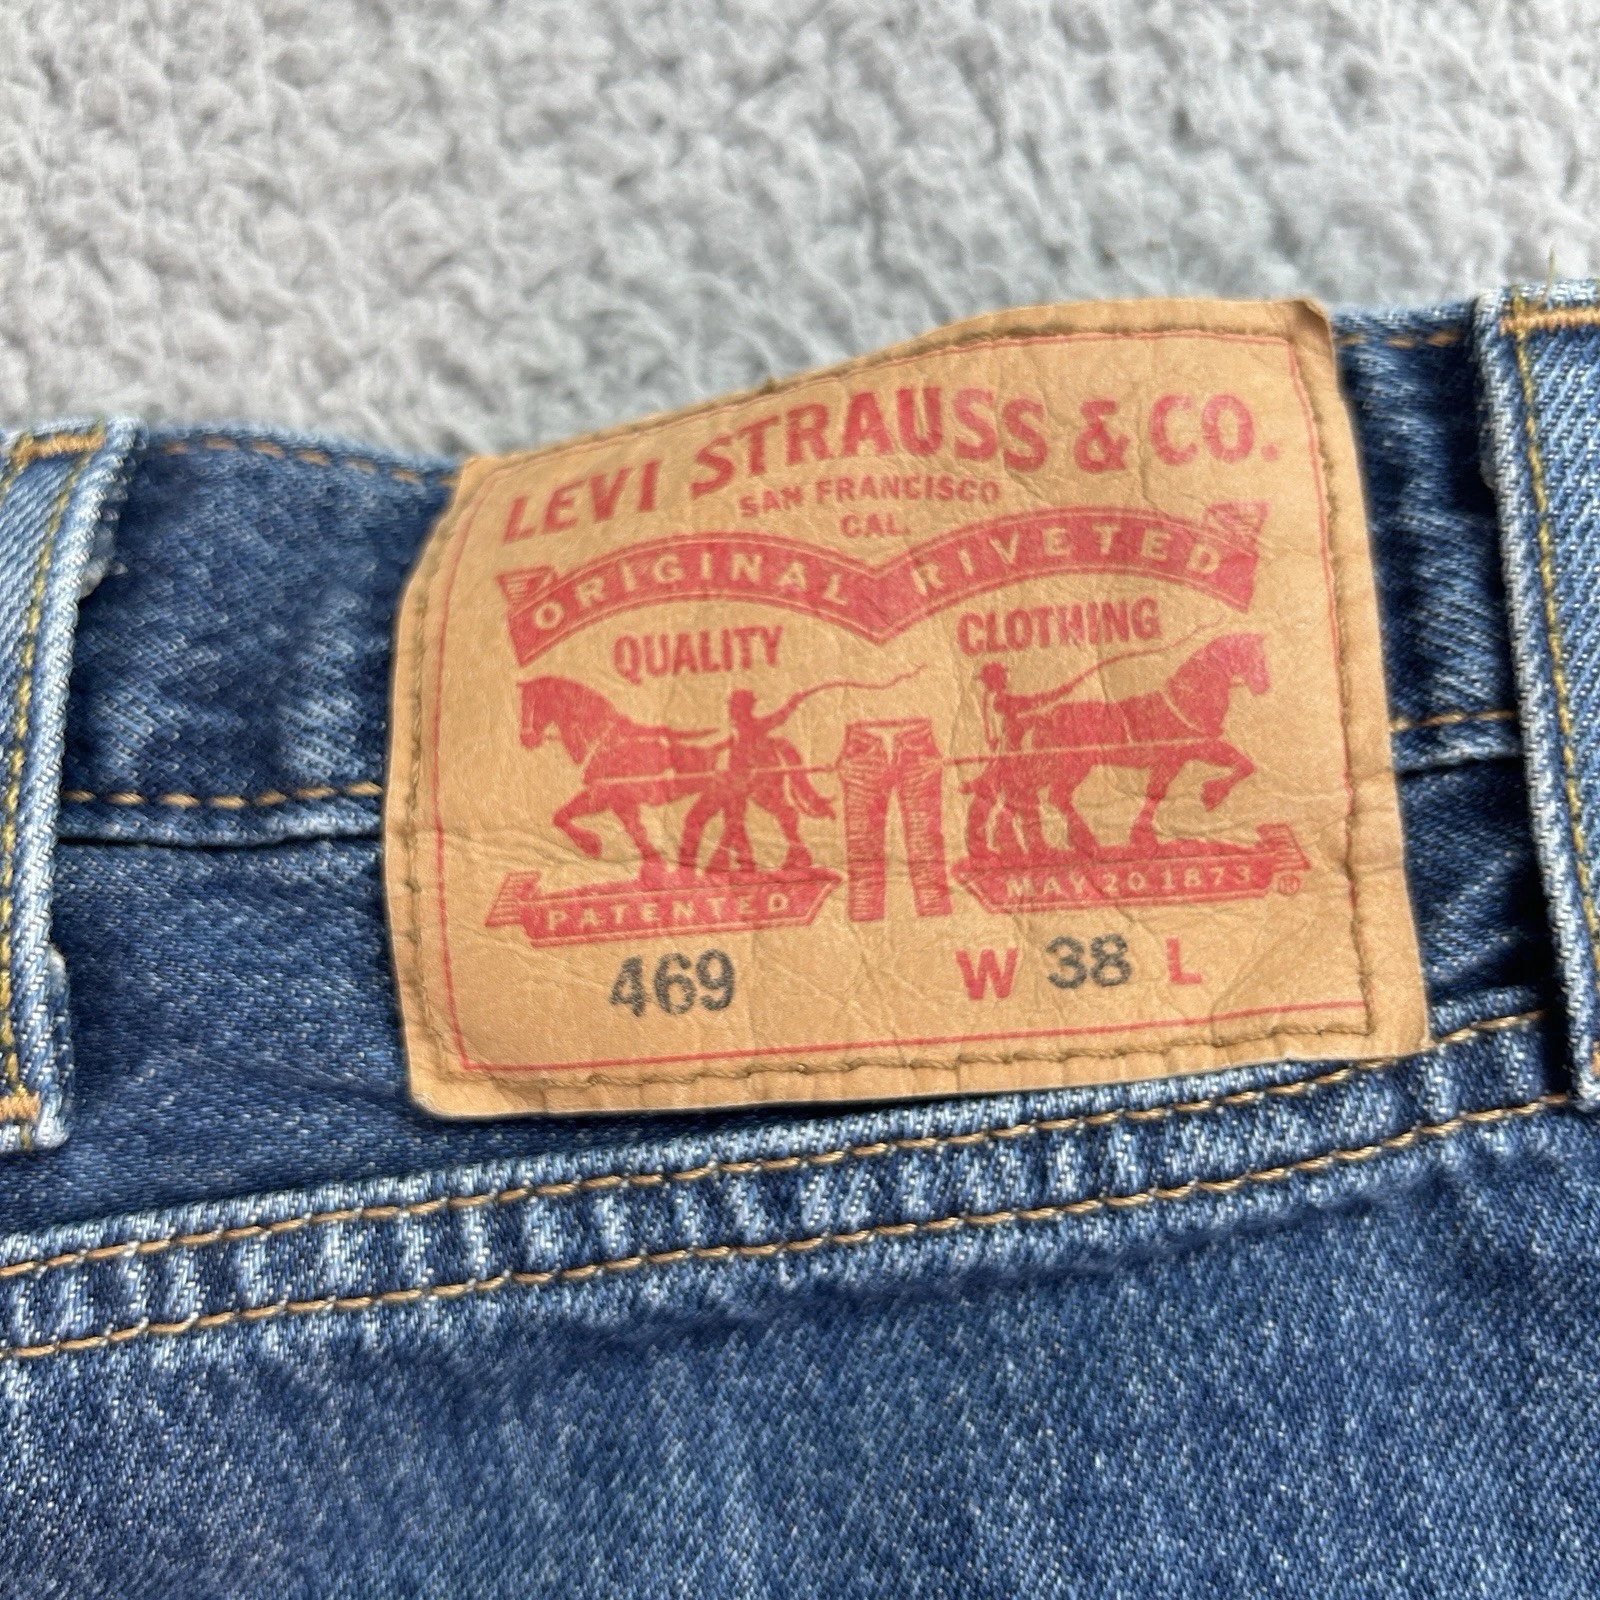 LEVI STRAUSS & CO.
SAN FRANCISCO
CAL.
ORIGINAL RIVETED
QUALITY CLOTHING
PATENTED MAY 20 1873 ®
469 W 38 L